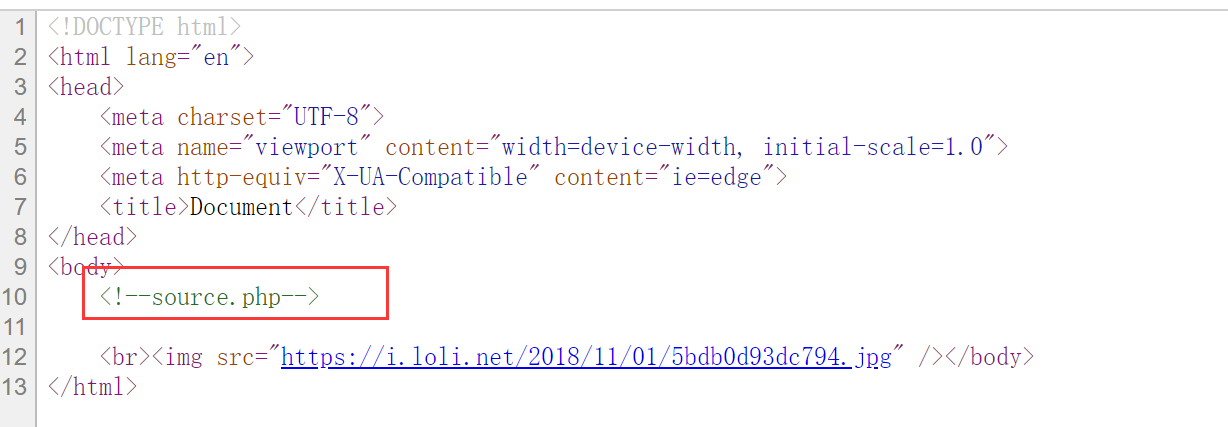 1 <!DOCTYPE html>
2 <html lang="en">
3 <head>
4 <meta charset="UTF-8">
5 <meta name="viewport" content="width=device-width, initial-scale=1.0">
6 <meta http-equiv="X-UA-Compatible" content="ie=edge">
7 <title>Document</title>
8 </head>
9 <body>
10 <!--source.php-->
11
12 <br><img src="https://i.loli.net/2018/11/01/5bdb0d93dc794.jpg" /></body>
13 </html>